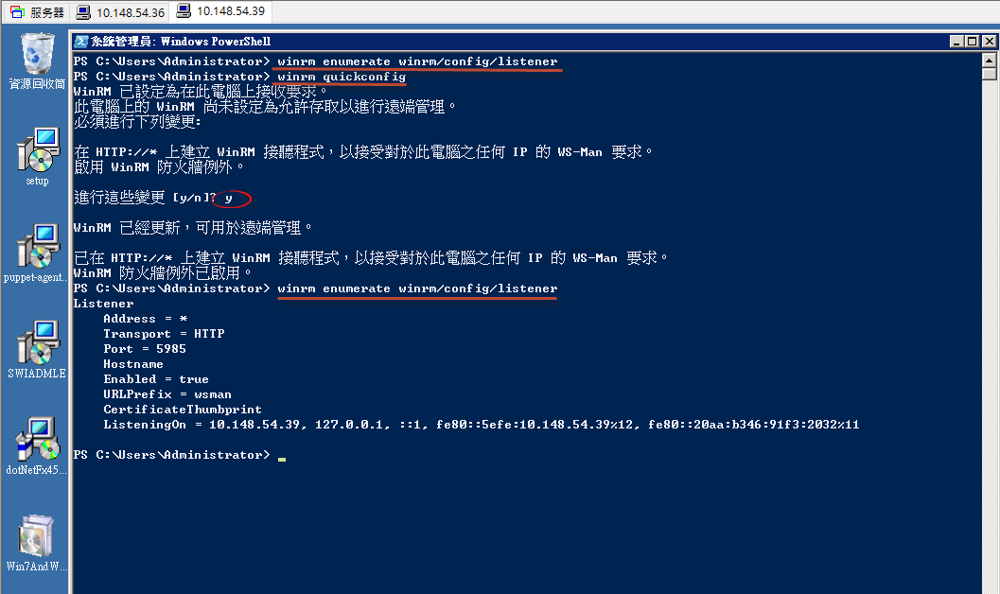 服务器
10.148.54.36
10.148.54.39
資源回收筒
setup
puppet-agent...
SWIADMLE
dotNetFx45...
Win7AndW...
系統管理員: Windows PowerShell
PS C:\Users\Administrator> winrm enumerate winrm/config/listener
PS C:\Users\Administrator> winrm quickconfig
WinRM 已設定為在此電腦上接收要求。
此電腦上的 WinRM 尚未設定為允許存取以進行遠端管理。
必須進行下列變更:
在 HTTP://* 上建立 WinRM 接聽程式，以接受對於此電腦之任何 IP 的 WS-Man 要求。
啟用 WinRM 防火牆例外。
進行這些變更 [y/n]? y
WinRM 已經更新，可用於遠端管理。
已在 HTTP://* 上建立 WinRM 接聽程式，以接受對於此電腦之任何 IP 的 WS-Man 要求。
WinRM 防火牆例外已啟用。
PS C:\Users\Administrator> winrm enumerate winrm/config/listener
Listener
Address = *
Transport = HTTP
Port = 5985
Hostname
Enabled = true
URLPrefix = wsman
CertificateThumbprint
ListeningOn = 10.148.54.39, 127.0.0.1, ::1, fe80::5efe:10.148.54.39%12, fe80::20aa:b346:91f3:2032%11
PS C:\Users\Administrator>